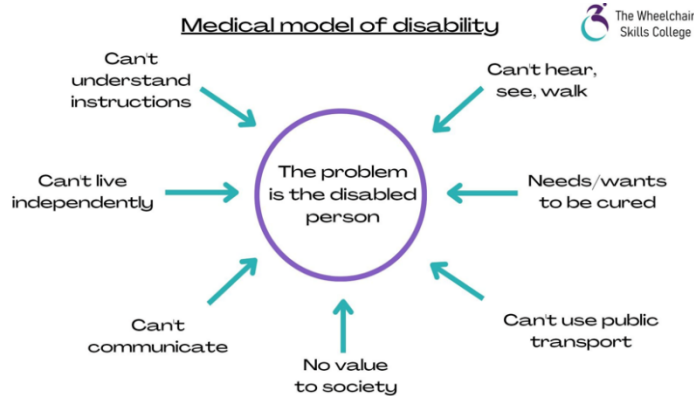 Medical model of disability
The Wheelchair
Skills College
Can't
understand
instructions
Can't hear,
see, walk
The problem
is the disabled
person
Can't live
independently
Needs/wants
to be cured
Can't
communicate
No value
to society
Can't use public
transport